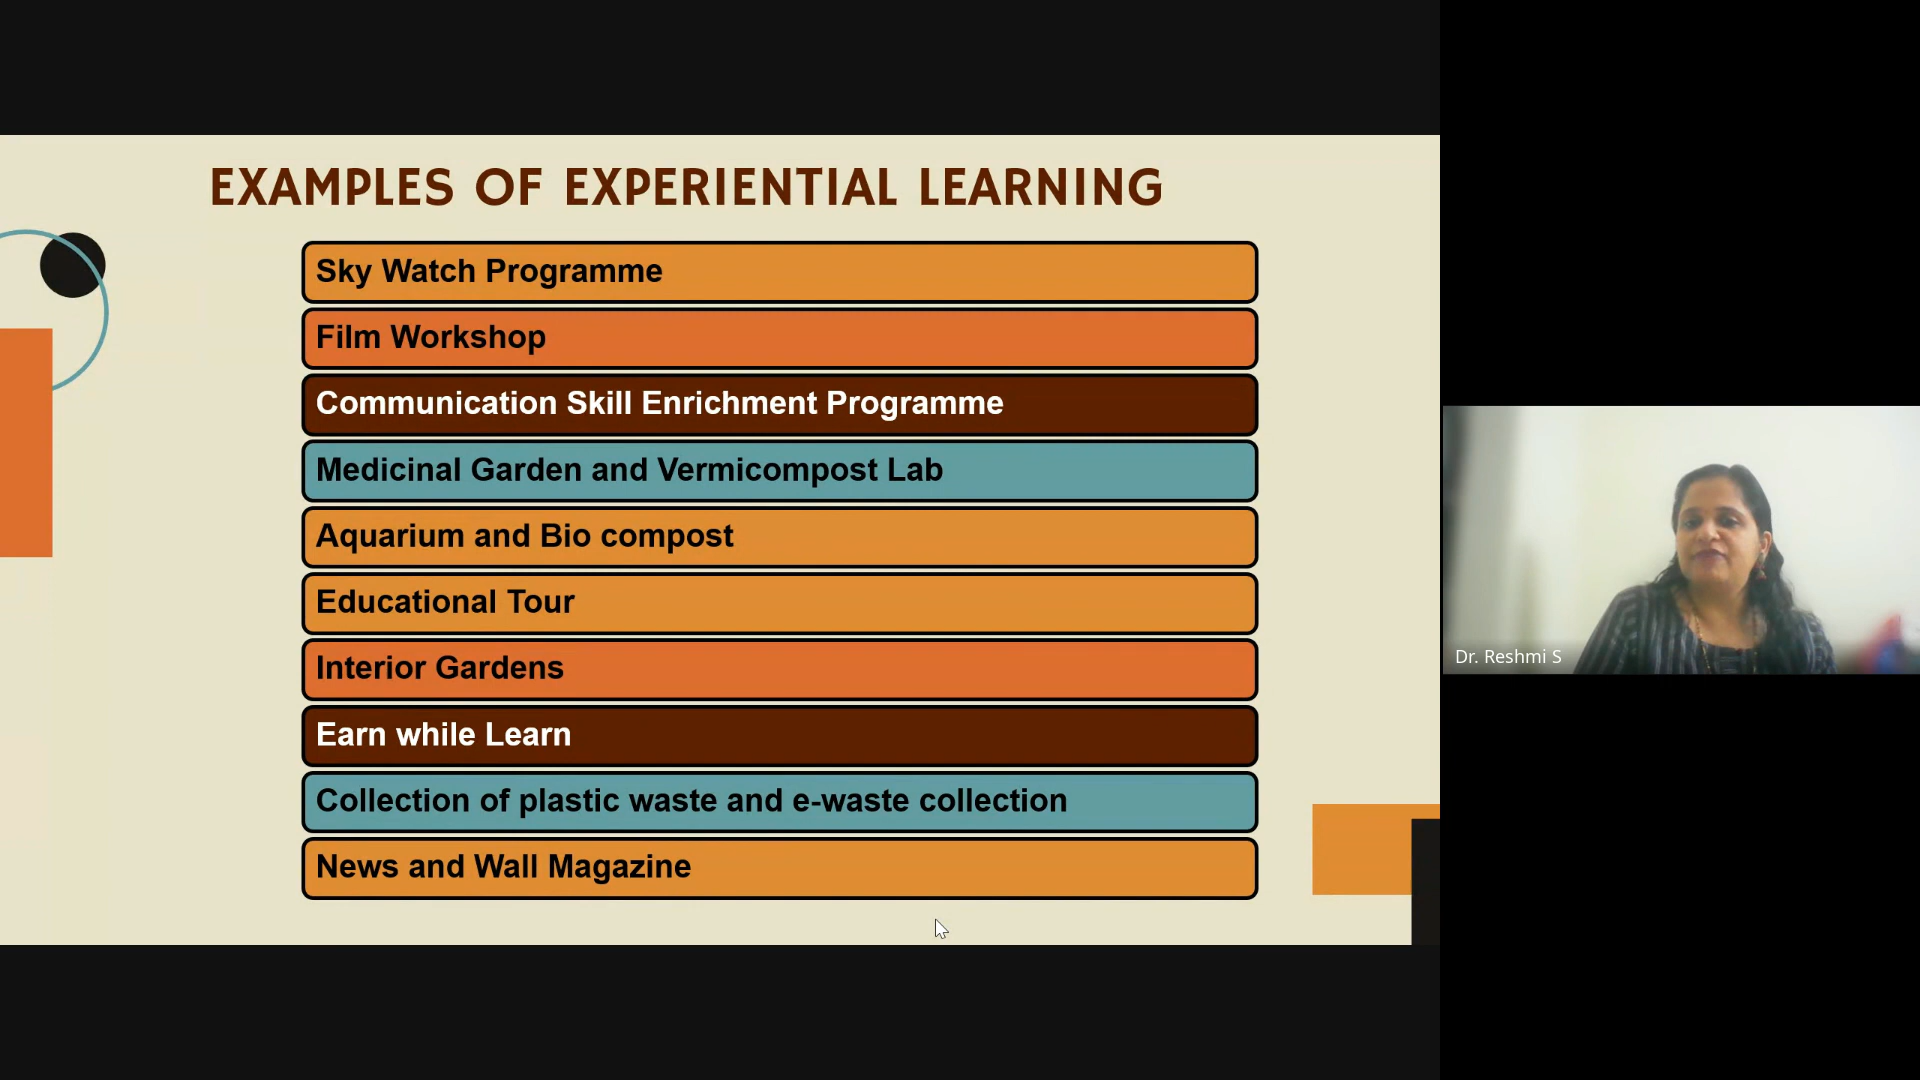 EXAMPLES OF EXPERIENTIAL LEARNING
Sky Watch Programme
Film Workshop
Communication Skill Enrichment Programme
Medicinal Garden and Vermicompost Lab
Aquarium and Bio compost
Educational Tour
Interior Gardens
Earn while Learn
Collection of plastic waste and e-waste collection
News and Wall Magazine
Dr. Reshmi S